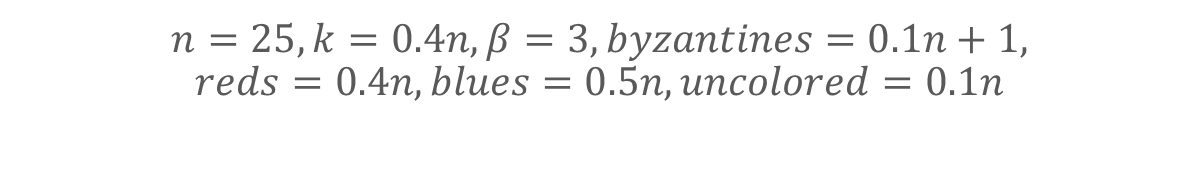 n = 25, k = 0.4n, β = 3, byzantines = 0.1n + 1,
reds = 0.4n, blues = 0.5n, uncolored = 0.1n